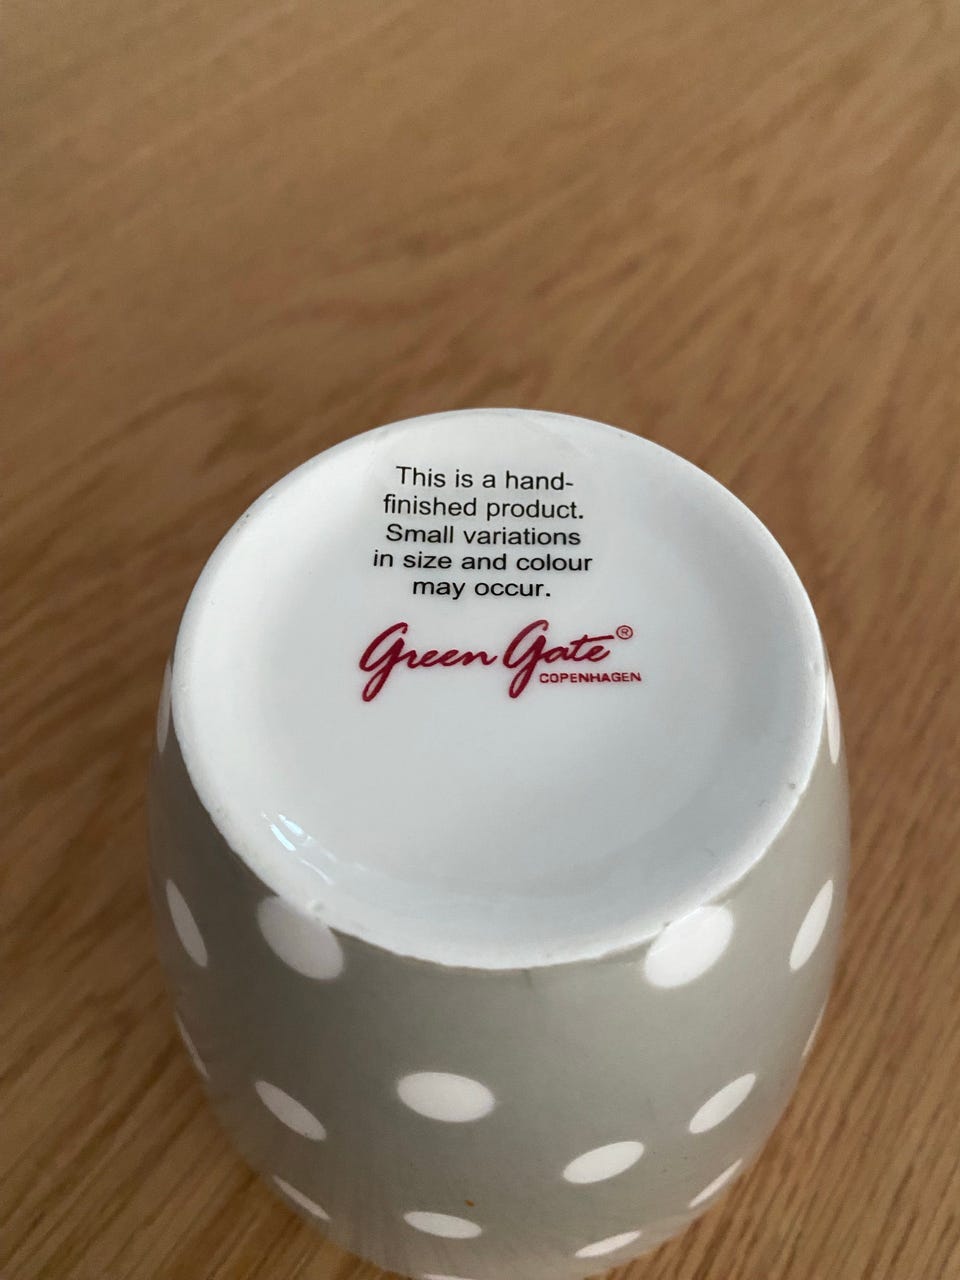 This is a hand-
finished product.
Small variations
in size and colour
may occur.
Green Gate®
COPENHAGEN